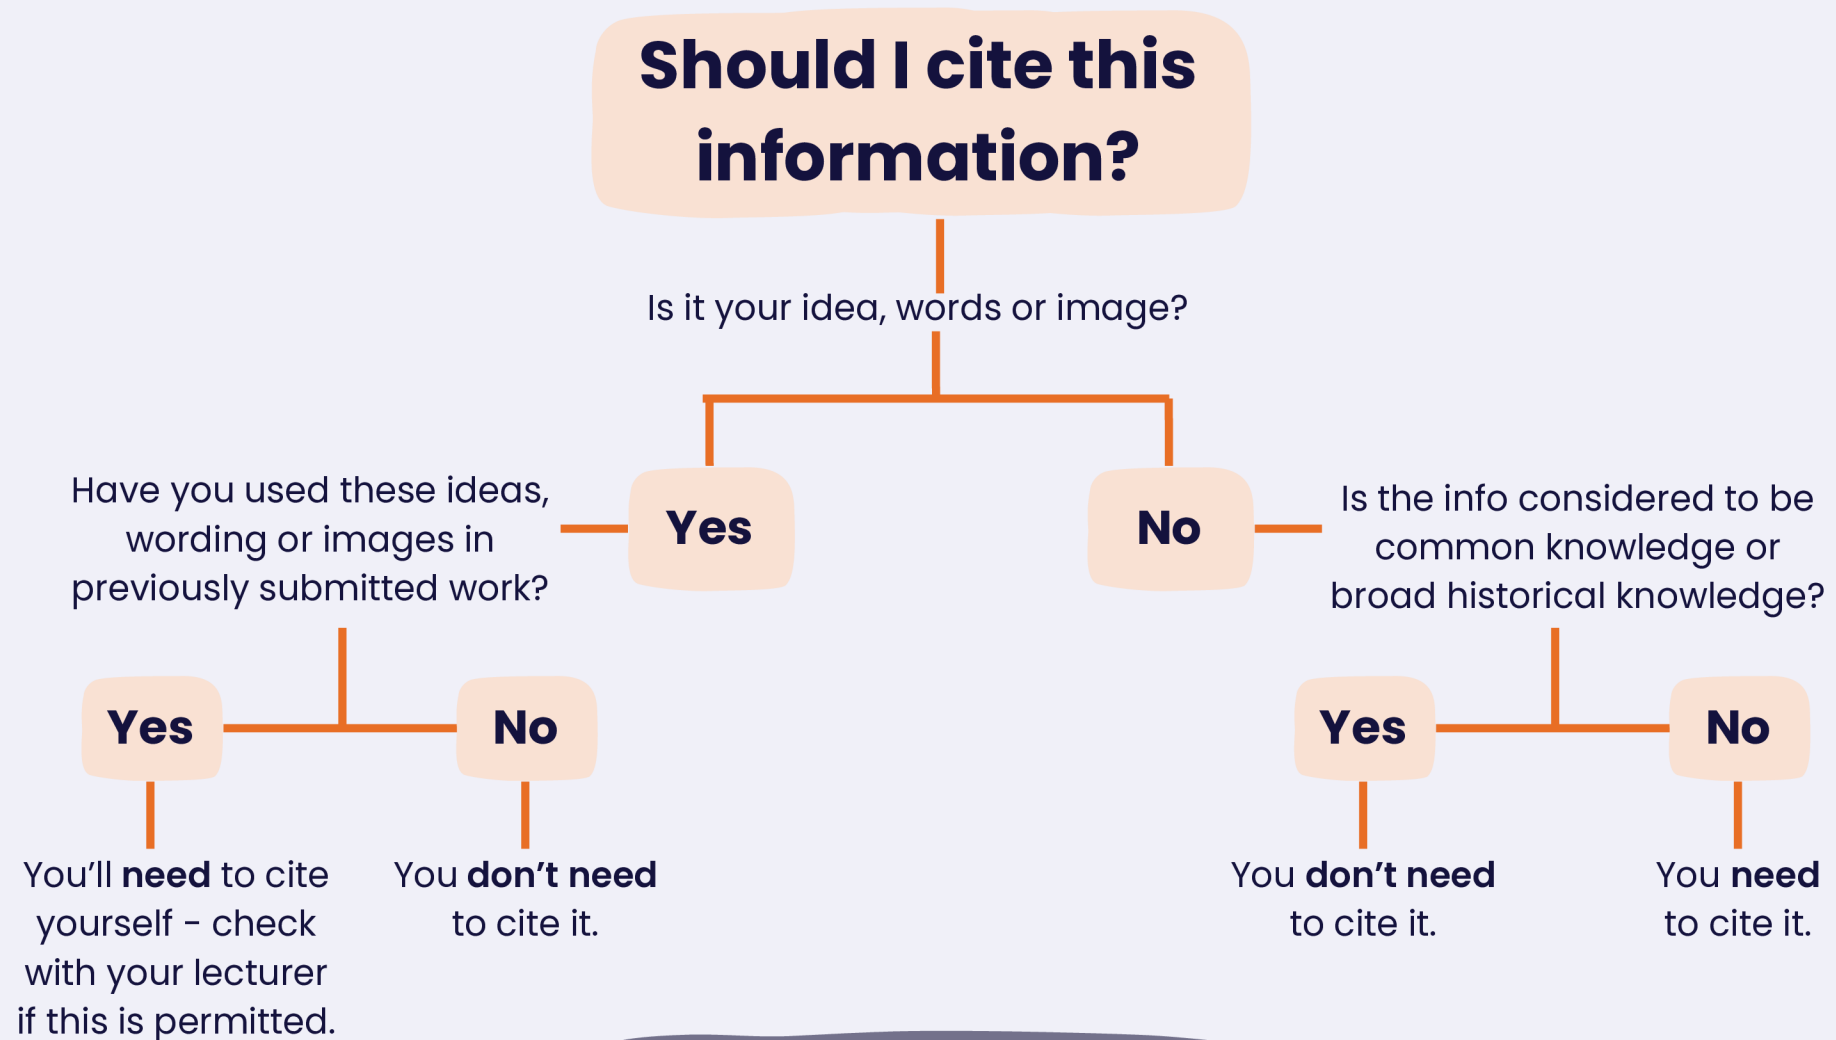 Should I cite this
information?
Is it your idea, words or image?
Have you used these ideas,
wording or images in
previously submitted work?
Yes
No
Is the info considered to be
common knowledge or
broad historical knowledge?
Yes
No
Yes
No
You’ll need to cite
yourself - check
with your lecturer
if this is permitted.
You don’t need
to cite it.
You don’t need
to cite it.
You need
to cite it.